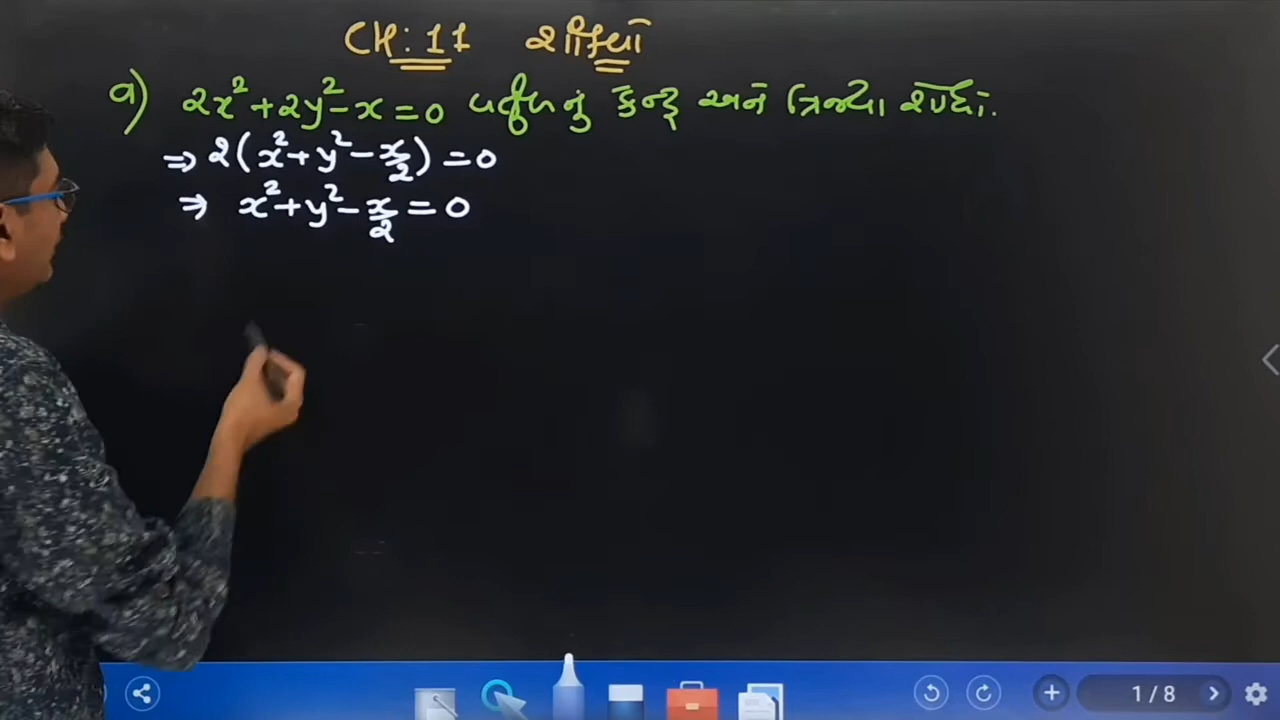 CH: 11 શાંકવો
a) 2x² + 2y² - x = 0 વર્તુળનું કેન્દ્ર અને ત્રિજ્યા શોધો.
⇒ 2(x² + y² - x/2) = 0
⇒ x² + y² - x/2 = 0
1 / 8